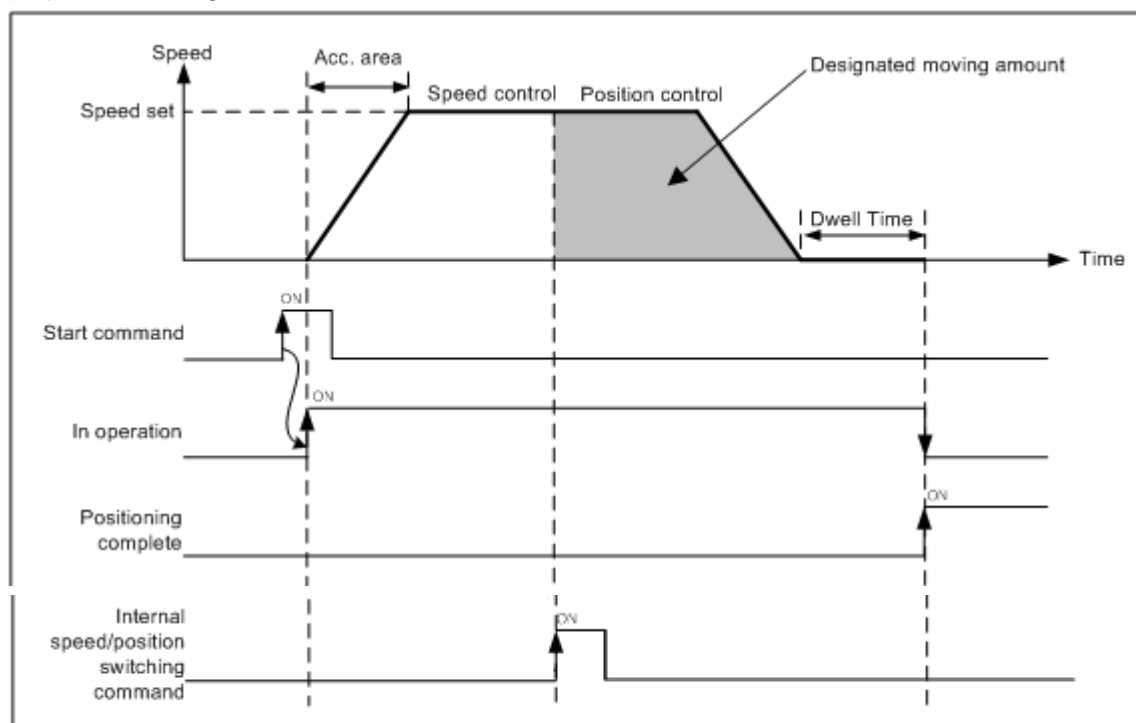 Speed
Acc. area
Designated moving amount
Speed control
Position control
Speed set
Dwell Time
Time
ON
Start command
ON
In operation
ON
Positioning
complete
Internal
speed/position
switching
command
ON